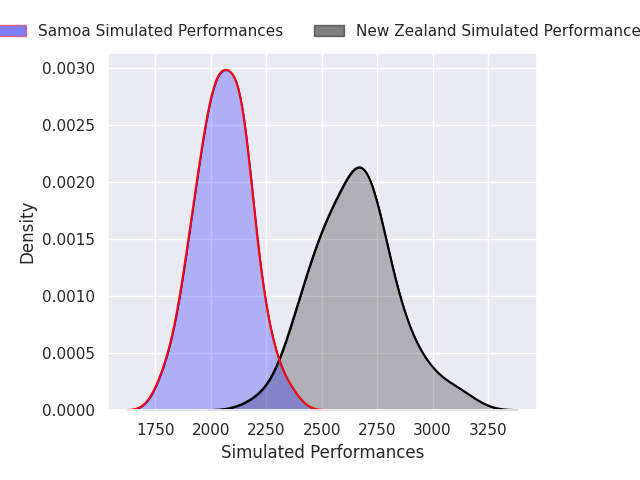 Samoa Simulated Performances
New Zealand Simulated Performance
0.0030
0.0025
0.0020
0.0015
0.0010
0.0005
0.0000
Density
1750 2000 2250 2500 2750 3000 3250
Simulated Performances